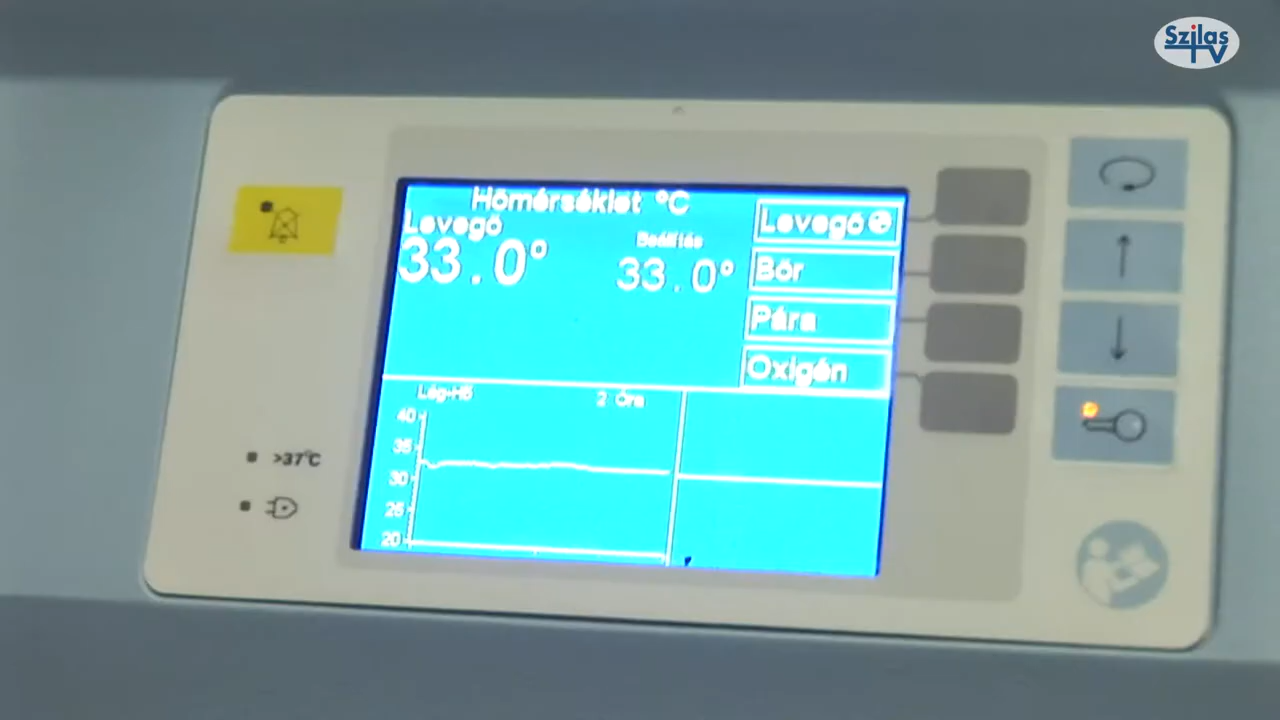 Szilas
TV
Hőmérséklet °C
Levegő
33.0°
Beállítás
33.0°
Levegő
Bőr
Pára
Oxigén
Lég-Hő
2 Óra
40
35
30
25
20
>37°C